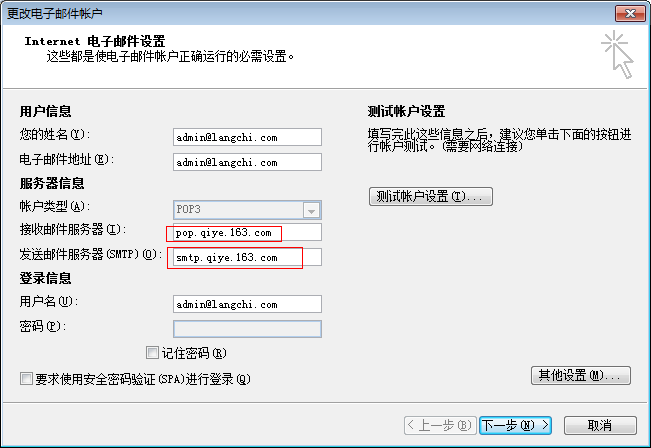 更改电子邮件帐户
Internet 电子邮件设置
这些都是使电子邮件帐户正确运行的必需设置。
用户信息
您的姓名(Y):
admin@langchi.com
电子邮件地址(E):
admin@langchi.com
服务器信息
帐户类型(A):
POP3
接收邮件服务器(I):
pop.qiye.163.com
发送邮件服务器(SMTP)(O):
smtp.qiye.163.com
登录信息
用户名(U):
admin@langchi.com
密码(P):
记住密码(R)
要求使用安全密码验证(SPA)进行登录(Q)
测试帐户设置
填写完此这些信息之后，建议您单击下面的按钮进
行帐户测试。(需要网络连接)
测试帐户设置(T)...
其他设置(M)...
< 上一步(B)
下一步(N) >
取消